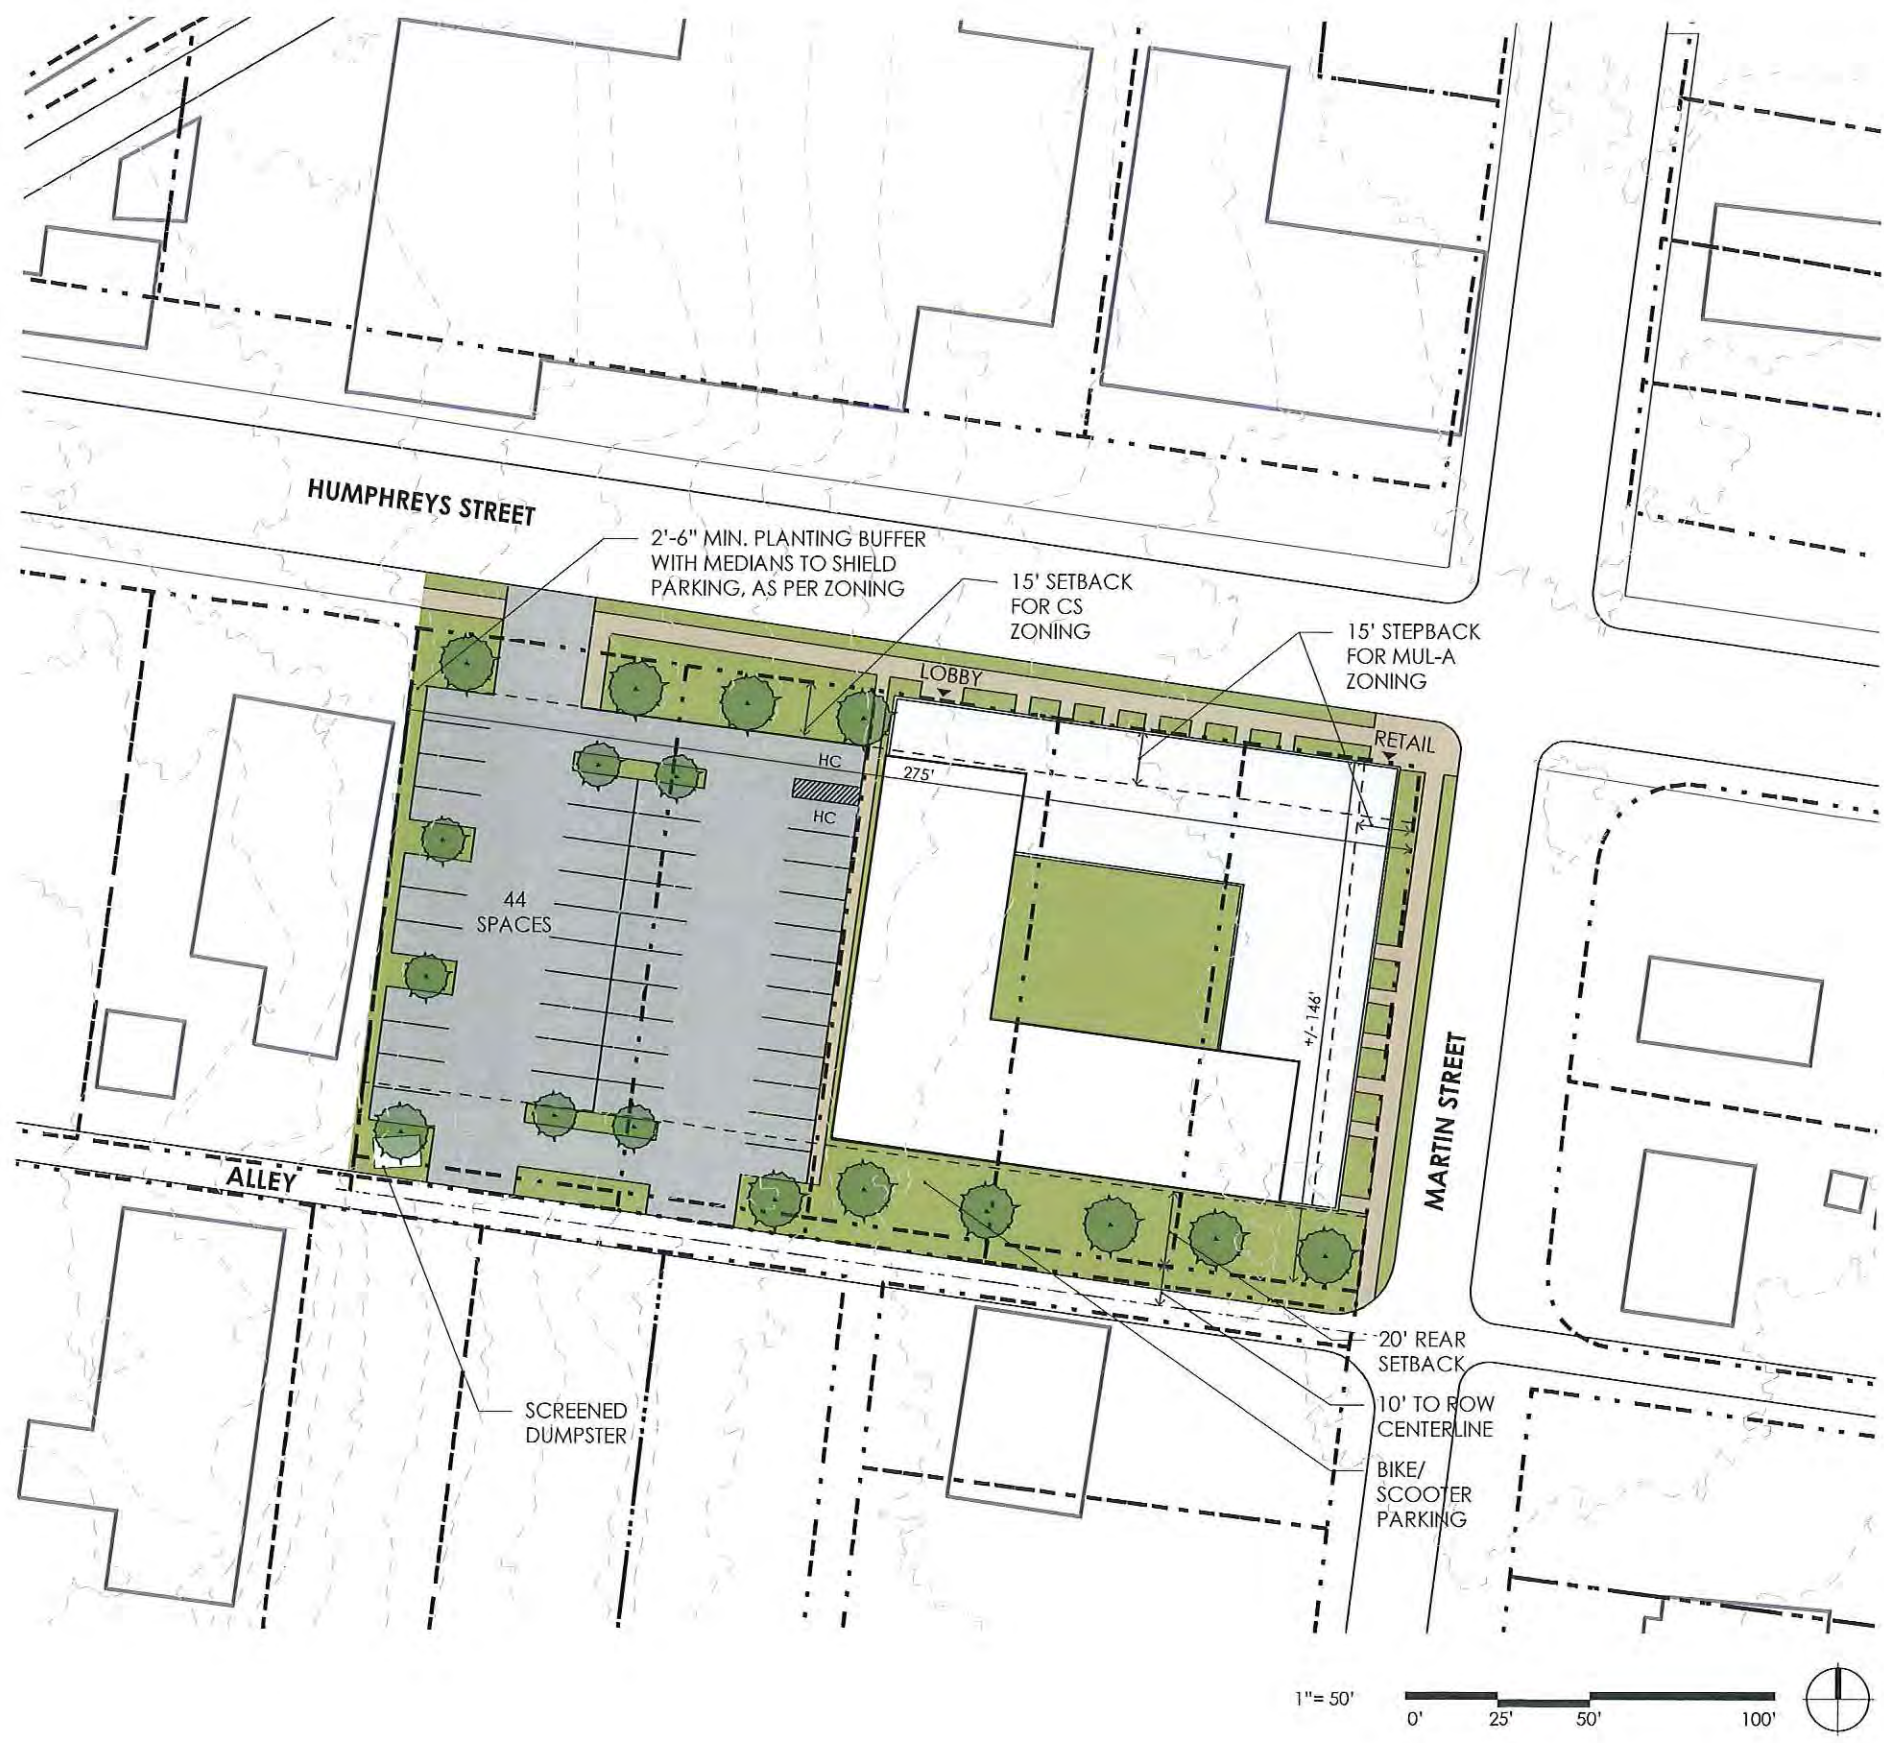 HUMPHREYS STREET
2'-6" MIN. PLANTING BUFFER
WITH MEDIANS TO SHIELD
PARKING, AS PER ZONING
15' SETBACK
FOR CS
ZONING
15' STEPBACK
FOR MUL-A
ZONING
LOBBY
RETAIL
HC
275'
HC
44
SPACES
+/- 146'
MARTIN STREET
ALLEY
20' REAR
SETBACK
SCREENED
DUMPSTER
10' TO ROW
CENTERLINE
BIKE/
SCOOTER
PARKING
1"= 50'
0'
25'
50'
100'